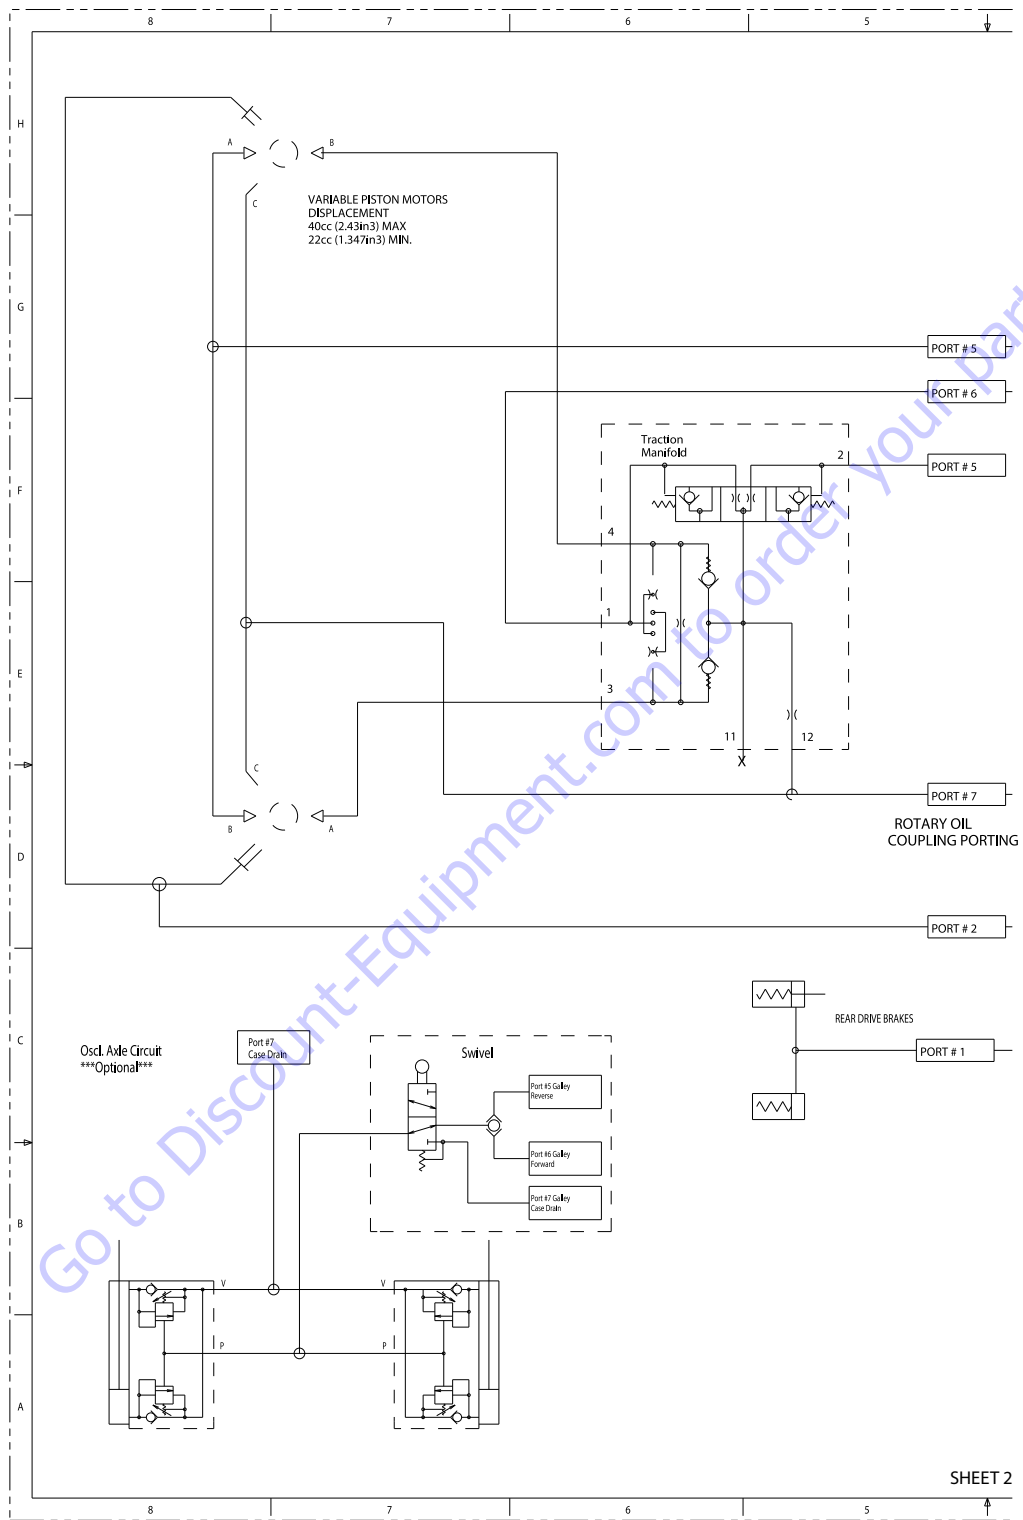 8 7 6 5
H
A
B
VARIABLE PISTON MOTORS
DISPLACEMENT
40cc (2.43in3) MAX
22cc (1.347in3) MIN.
C
G
PORT # 5
PORT # 6
Traction
Manifold
2
PORT # 5
F
4
1
E
3
11
12
C
PORT # 7
B
A
ROTARY OIL
COUPLING PORTING
D
PORT # 2
REAR DRIVE BRAKES
PORT # 1
C
Oscl. Axle Circuit
***Optional***
Port #7
Case Drain
Swivel
Port #5 Galley
Reverse
Port #6 Galley
Forward
Port #7 Galley
Case Drain
B
V
V
P
P
A
SHEET 2
8 7 6 5
Go to Discount-Equipment.com to order your part